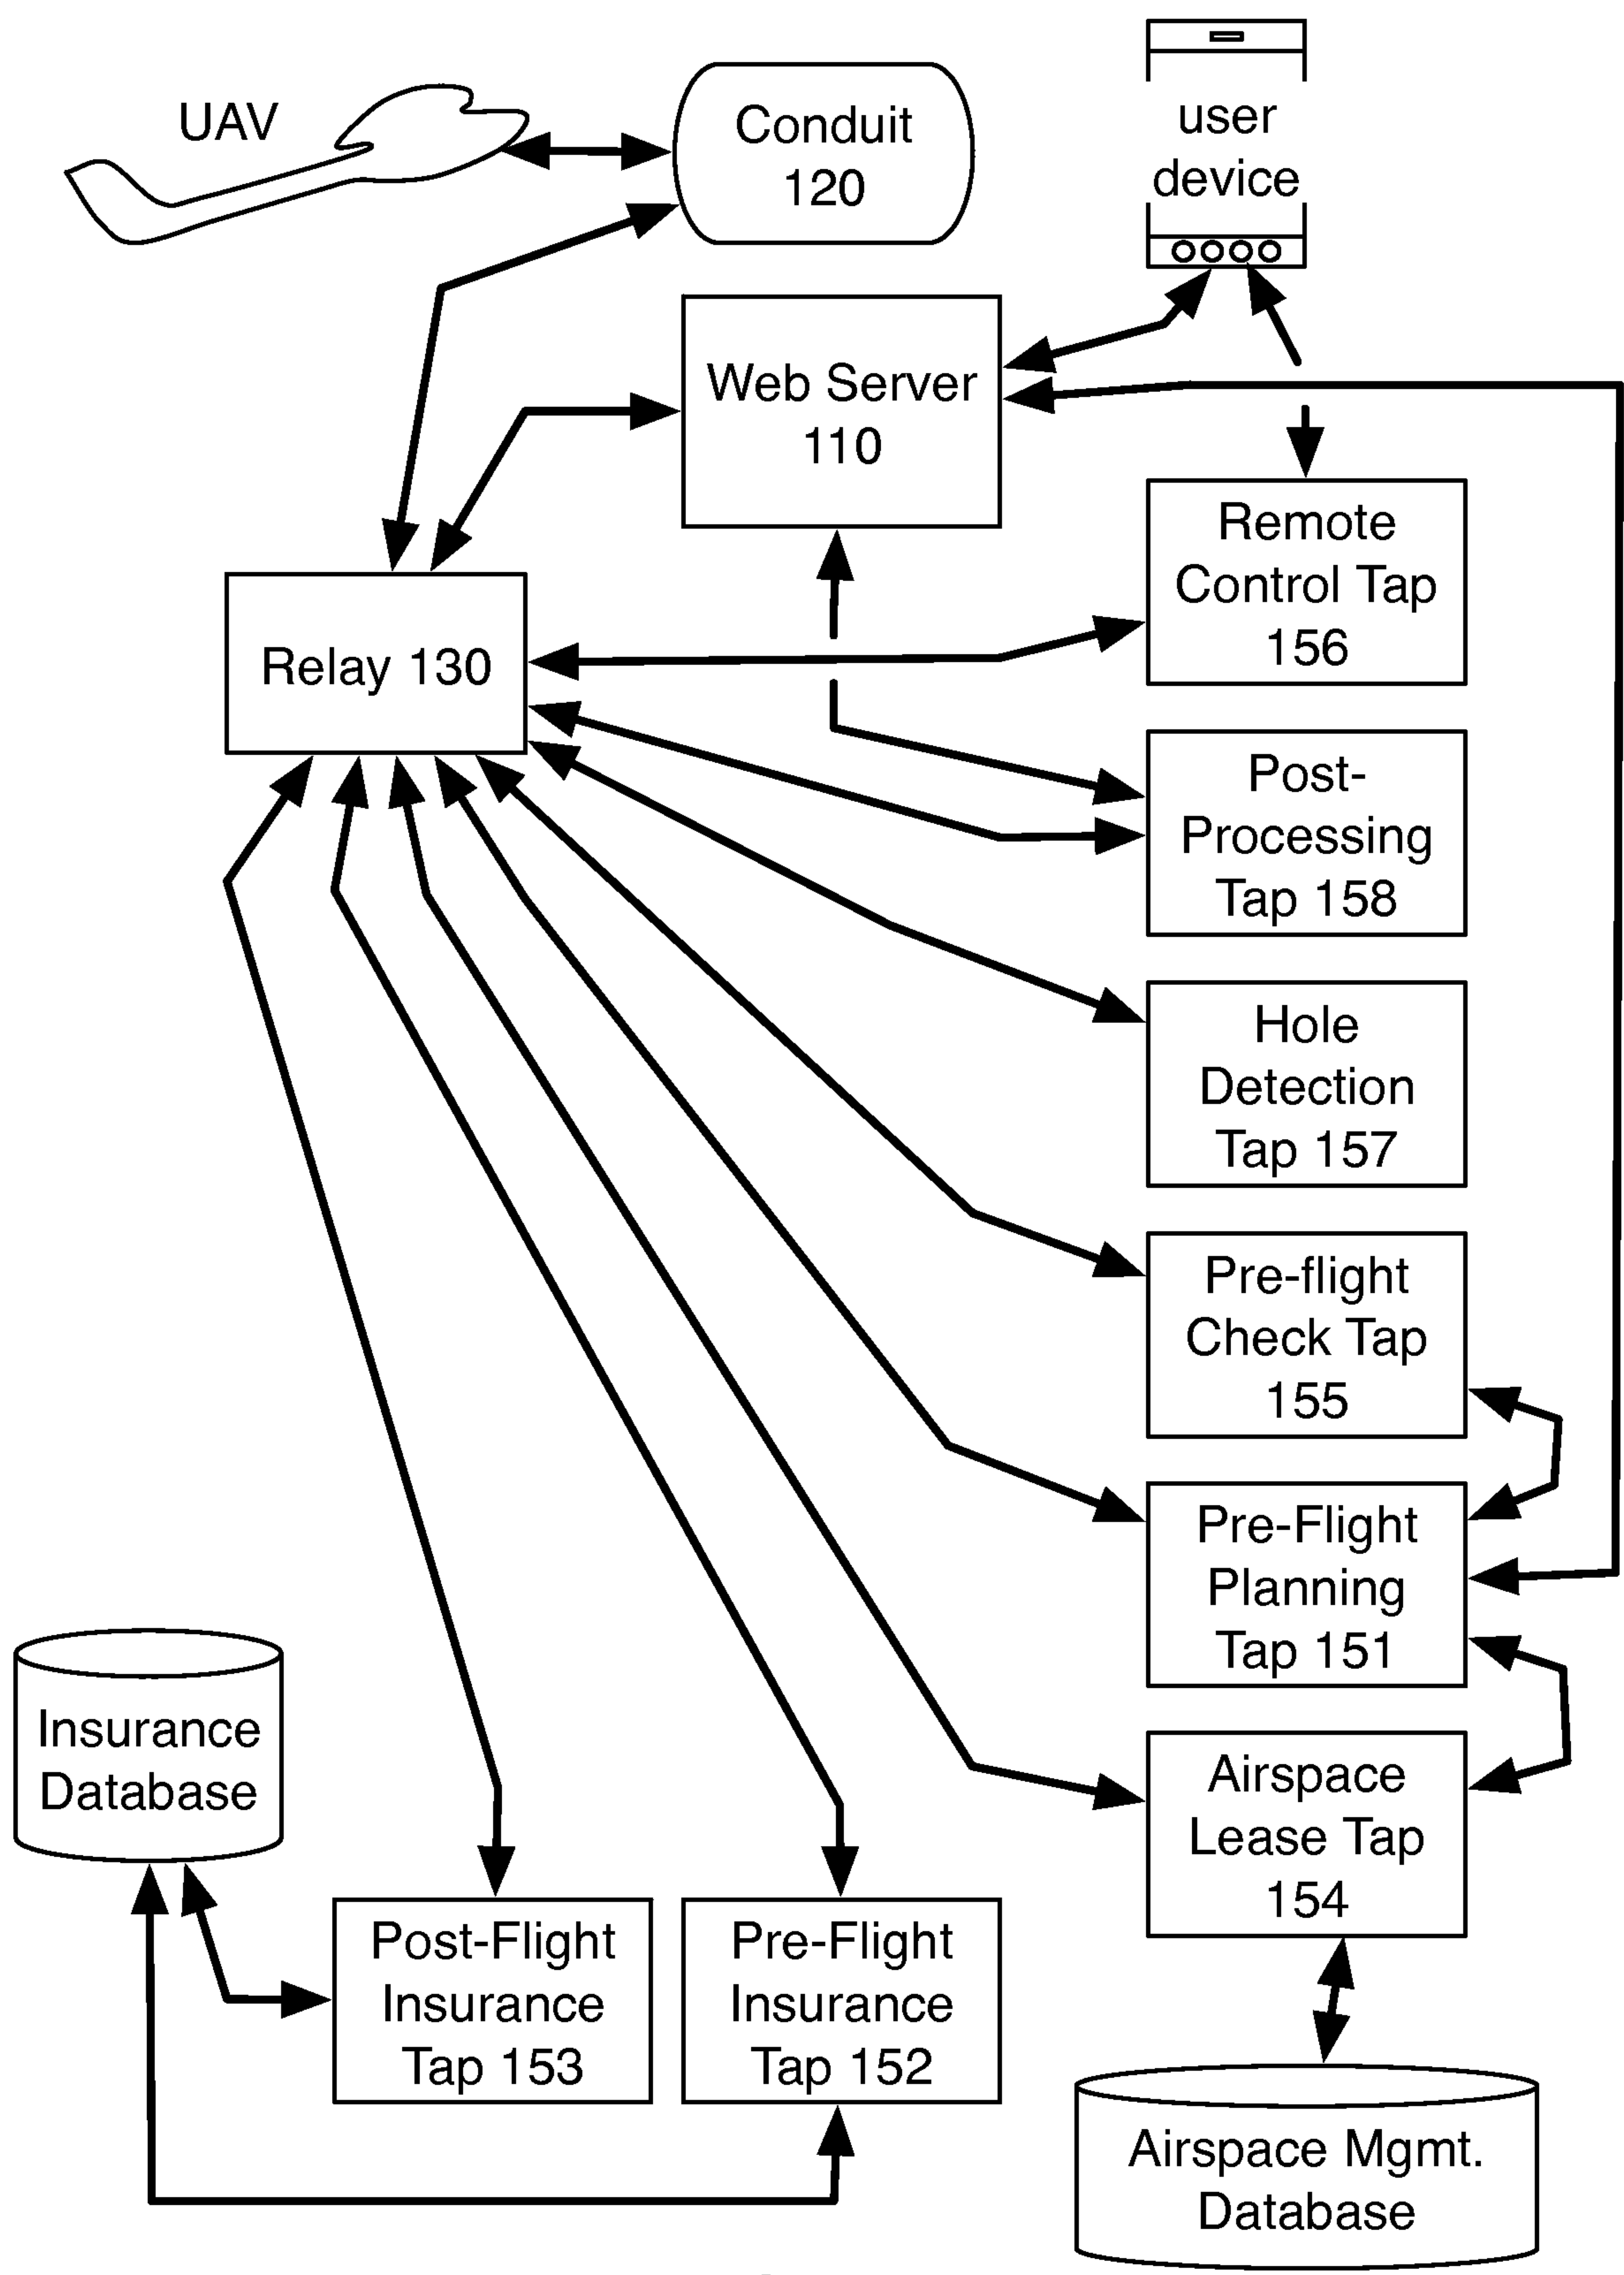 UAV
Conduit
120
user
device
Web Server
110
Remote
Control Tap
156
Relay 130
Post-
Processing
Tap 158
Hole
Detection
Tap 157
Pre-flight
Check Tap
155
Pre-Flight
Planning
Tap 151
Insurance
Database
Airspace
Lease Tap
154
Post-Flight
Insurance
Tap 153
Pre-Flight
Insurance
Tap 152
Airspace Mgmt.
Database